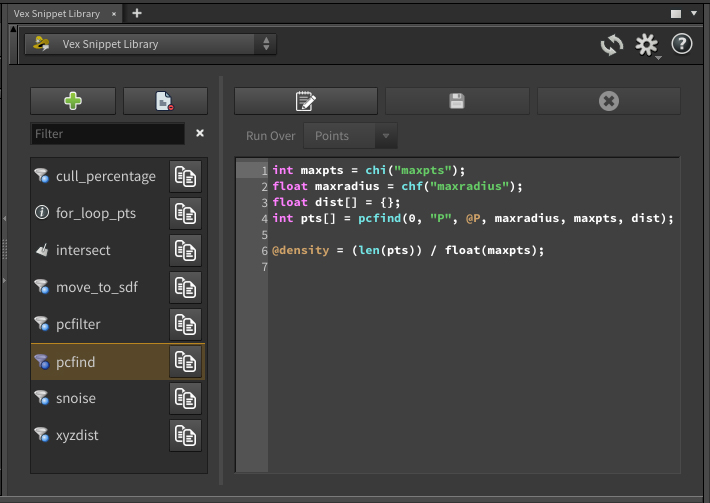 Vex Snippet Library
Vex Snippet Library
Filter
Run Over Points
cull_percentage
for_loop_pts
intersect
move_to_sdf
pcfilter
pcfind
snoise
xyzdist
1 int maxpts = chi("maxpts");
2 float maxradius = chf("maxradius");
3 float dist[] = {};
4 int pts[] = pcfind(0, "P", @P, maxradius, maxpts, dist);
5
6 @density = (len(pts)) / float(maxpts);
7